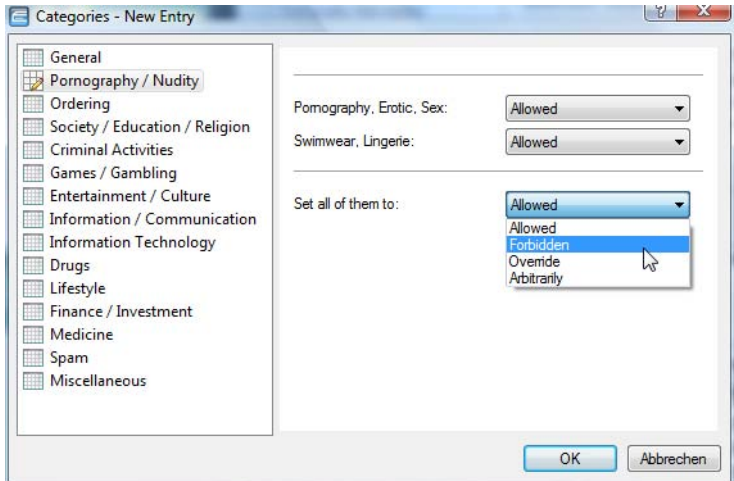 Categories - New Entry
General
Pornography / Nudity
Ordering
Society / Education / Religion
Criminal Activities
Games / Gambling
Entertainment / Culture
Information / Communication
Information Technology
Drugs
Lifestyle
Finance / Investment
Medicine
Spam
Miscellaneous
Pornography, Erotic, Sex: Allowed
Swimwear, Lingerie: Allowed
Set all of them to: Allowed
Allowed
Forbidden
Override
Arbitrarily
OK Abbrechen